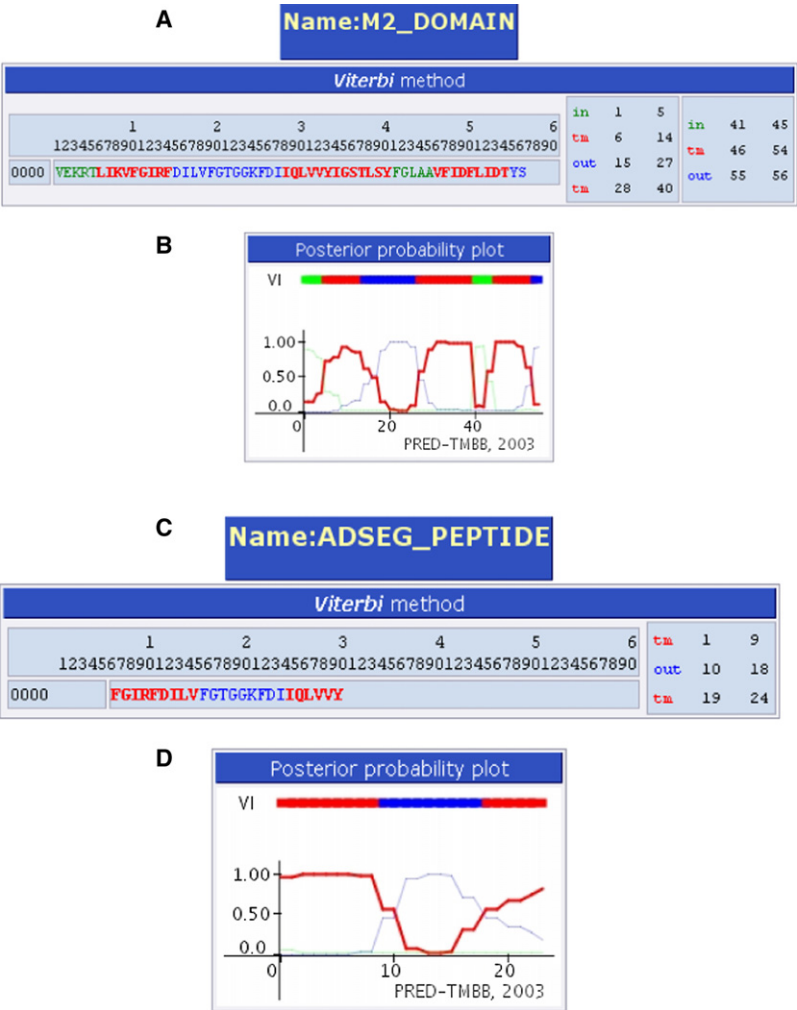 A
Name:M2_DOMAIN
Viterbi method
1 2 3 4 5 6
123456789012345678901234567890123456789012345678901234567890
0000 VEKRTLIKVFGIRFDILVFGTGGKFDIIQLVVYIGSTLSYFGLAAVFIDFLIDTYS
in 1 5
tm 6 14
out 15 27
tm 28 40
in 41 45
tm 46 54
out 55 56
B
Posterior probability plot
VI
1.00
0.50
0.0
0 20 40
PRED-TMBB, 2003
C
Name:ADSEG_PEPTIDE
Viterbi method
1 2 3 4 5 6
123456789012345678901234567890123456789012345678901234567890
0000 FGIRFDILVFGTGGKFDIIQLVVY
tm 1 9
out 10 18
tm 19 24
D
Posterior probability plot
VI
1.00
0.50
0.0
0 10 20
PRED-TMBB, 2003